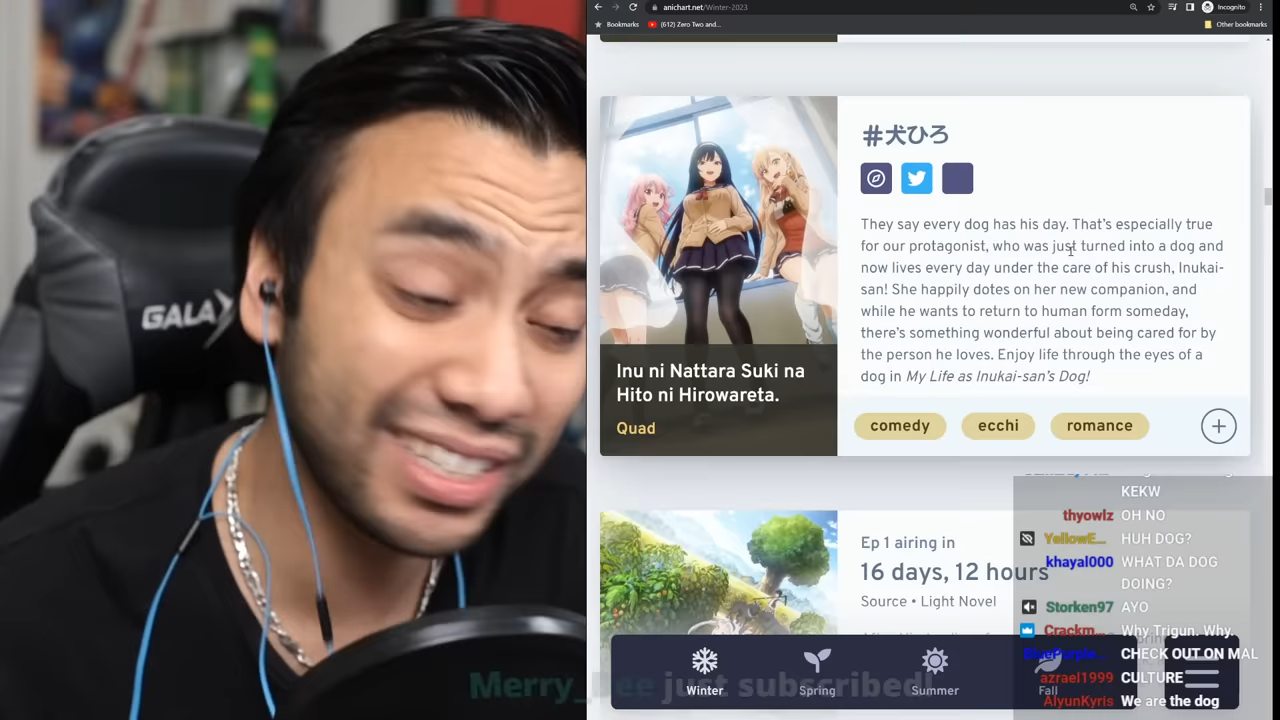 anichart.net/Winter-2023
Incognito
Bookmarks
(612) Zero Two and...
Other bookmarks
GALAX
#犬ひろ
They say every dog has his day. That's especially true
for our protagonist, who was just turned into a dog and
now lives every day under the care of his crush, Inukai-
san! She happily dotes on her new companion, and
while he wants to return to human form someday,
there's something wonderful about being cared for by
the person he loves. Enjoy life through the eyes of a
dog in My Life as Inukai-san's Dog!
Inu ni Nattara Suki na
Hito ni Hirowareta.
Quad
comedy
ecchi
romance
Ep 1 airing in
16 days, 12 hours
Source • Light Novel
KEKW
thyowlz OH NO
YellowE... HUH DOG?
khayal000 WHAT DA DOG
DOING?
Storken97 AYO
Crackm... Why Trigun, Why.
BluePurple... CHECK OUT ON MAL
azrael1999 CULTURE
AlyunKyris We are the dog
Winter
Spring
Summer
Fall
just subscribed!